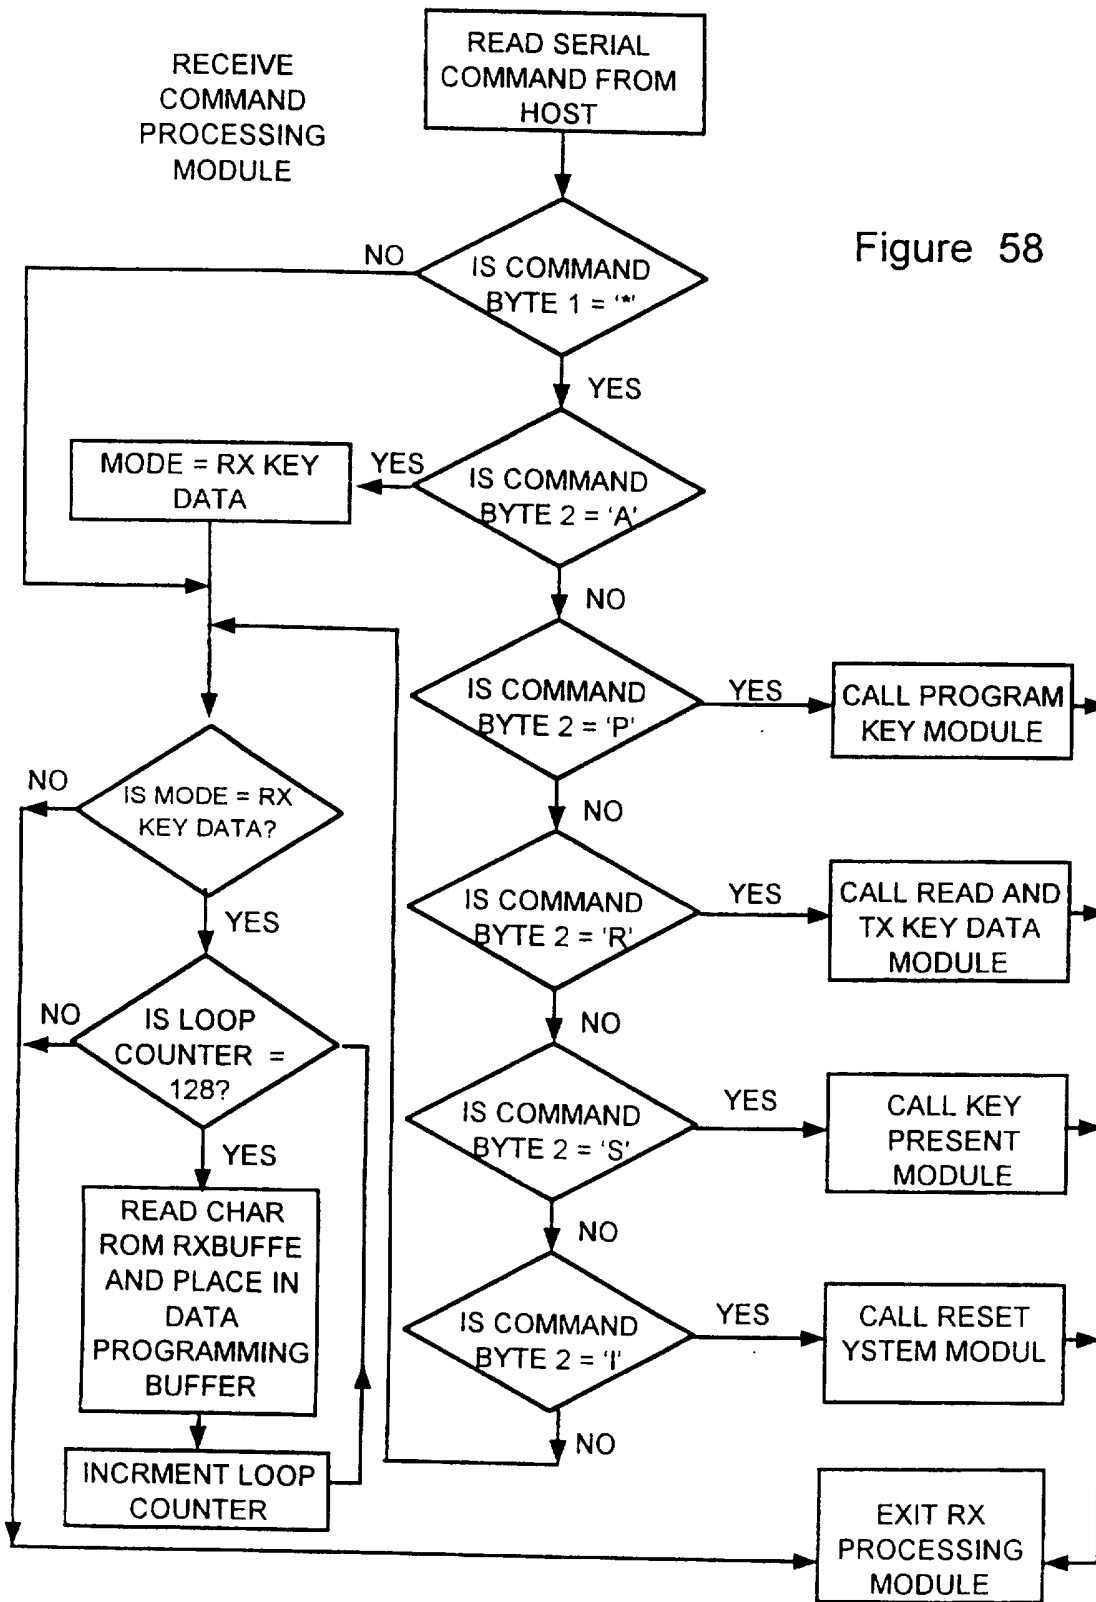 READ SERIAL
COMMAND FROM
HOST
RECEIVE
COMMAND
PROCESSING
MODULE
Figure 58
NO
IS COMMAND
BYTE 1 = '*'
YES
MODE = RX KEY
DATA
YES
IS COMMAND
BYTE 2 = 'A'
NO
IS COMMAND
BYTE 2 = 'P'
YES
CALL PROGRAM
KEY MODULE
NO
NO
IS MODE = RX
KEY DATA?
YES
IS COMMAND
BYTE 2 = 'R'
YES
CALL READ AND
TX KEY DATA
MODULE
NO
NO
IS LOOP
COUNTER =
128?
YES
IS COMMAND
BYTE 2 = 'S'
YES
CALL KEY
PRESENT
MODULE
NO
READ CHAR
ROM RXBUFFE
AND PLACE IN
DATA
PROGRAMMING
BUFFER
IS COMMAND
BYTE 2 = 'I'
YES
CALL RESET
YSTEM MODUL
NO
INCRMENT LOOP
COUNTER
EXIT RX
PROCESSING
MODULE